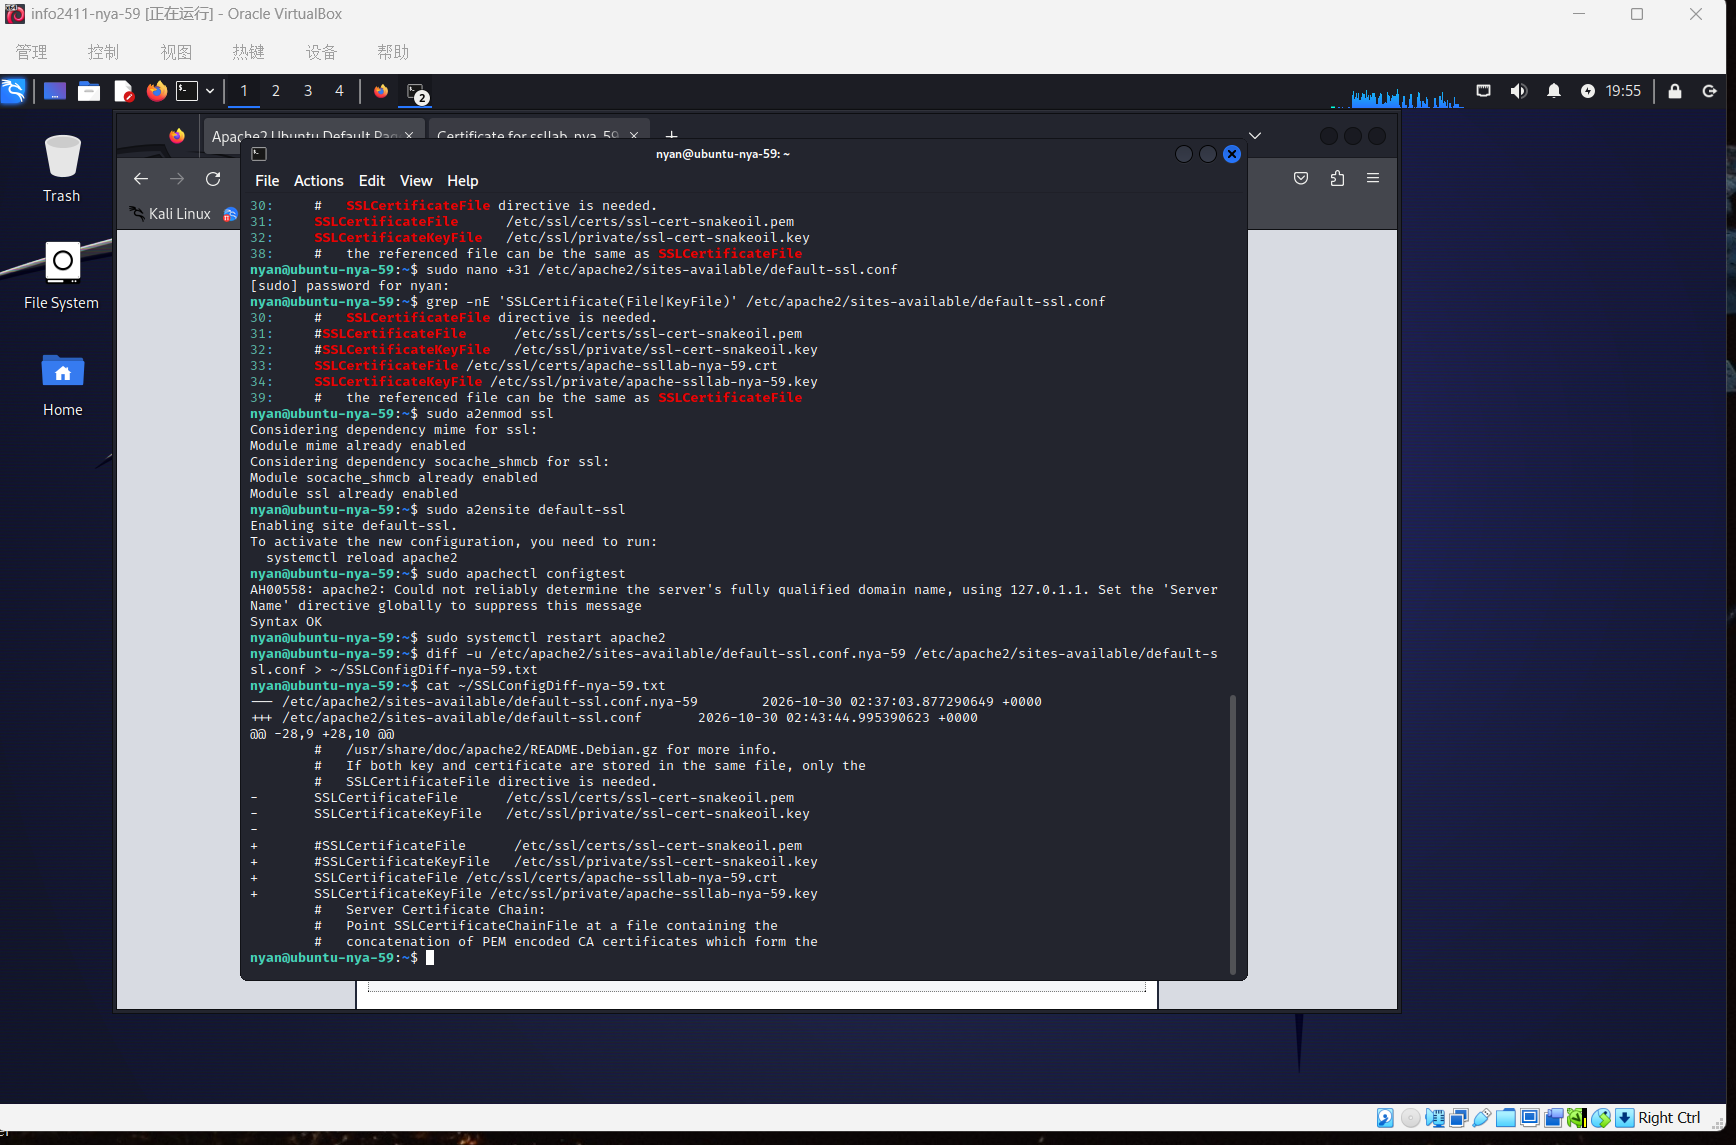 info2411-nya-59 [正在运行] - Oracle VirtualBox
管理 控制 视图 热键 设备 帮助
1 2 3 4 2 19:55
Apache2 Ubuntu Default Pag Certificate for ssllab-nya-59
Trash
File System
Home
Kali Linux
nyan@ubuntu-nya-59: ~
File Actions Edit View Help
30:     #   SSLCertificateFile directive is needed.
31:     SSLCertificateFile      /etc/ssl/certs/ssl-cert-snakeoil.pem
32:     SSLCertificateKeyFile   /etc/ssl/private/ssl-cert-snakeoil.key
38:     #   the referenced file can be the same as SSLCertificateFile
nyan@ubuntu-nya-59:~$ sudo nano +31 /etc/apache2/sites-available/default-ssl.conf
[sudo] password for nyan:
nyan@ubuntu-nya-59:~$ grep -nE 'SSLCertificate(File|KeyFile)' /etc/apache2/sites-available/default-ssl.conf
30:     #   SSLCertificateFile directive is needed.
31:     #SSLCertificateFile      /etc/ssl/certs/ssl-cert-snakeoil.pem
32:     #SSLCertificateKeyFile   /etc/ssl/private/ssl-cert-snakeoil.key
33:     SSLCertificateFile /etc/ssl/certs/apache-ssllab-nya-59.crt
34:     SSLCertificateKeyFile /etc/ssl/private/apache-ssllab-nya-59.key
39:     #   the referenced file can be the same as SSLCertificateFile
nyan@ubuntu-nya-59:~$ sudo a2enmod ssl
Considering dependency mime for ssl:
Module mime already enabled
Considering dependency socache_shmcb for ssl:
Module socache_shmcb already enabled
Module ssl already enabled
nyan@ubuntu-nya-59:~$ sudo a2ensite default-ssl
Enabling site default-ssl.
To activate the new configuration, you need to run:
  systemctl reload apache2
nyan@ubuntu-nya-59:~$ sudo apachectl configtest
AH00558: apache2: Could not reliably determine the server's fully qualified domain name, using 127.0.1.1. Set the 'Server
Name' directive globally to suppress this message
Syntax OK
nyan@ubuntu-nya-59:~$ sudo systemctl restart apache2
nyan@ubuntu-nya-59:~$ diff -u /etc/apache2/sites-available/default-ssl.conf.nya-59 /etc/apache2/sites-available/default-s
sl.conf > ~/SSLConfigDiff-nya-59.txt
nyan@ubuntu-nya-59:~$ cat ~/SSLConfigDiff-nya-59.txt
--- /etc/apache2/sites-available/default-ssl.conf.nya-59        2026-10-30 02:37:03.877290649 +0000
+++ /etc/apache2/sites-available/default-ssl.conf       2026-10-30 02:43:44.995390623 +0000
@@ -28,9 +28,10 @@
        #   /usr/share/doc/apache2/README.Debian.gz for more info.
        #   If both key and certificate are stored in the same file, only the
        #   SSLCertificateFile directive is needed.
-       SSLCertificateFile      /etc/ssl/certs/ssl-cert-snakeoil.pem
-       SSLCertificateKeyFile   /etc/ssl/private/ssl-cert-snakeoil.key
-
+       #SSLCertificateFile      /etc/ssl/certs/ssl-cert-snakeoil.pem
+       #SSLCertificateKeyFile   /etc/ssl/private/ssl-cert-snakeoil.key
+       SSLCertificateFile /etc/ssl/certs/apache-ssllab-nya-59.crt
+       SSLCertificateKeyFile /etc/ssl/private/apache-ssllab-nya-59.key
        #   Server Certificate Chain:
        #   Point SSLCertificateChainFile at a file containing the
        #   concatenation of PEM encoded CA certificates which form the
nyan@ubuntu-nya-59:~$
Right Ctrl